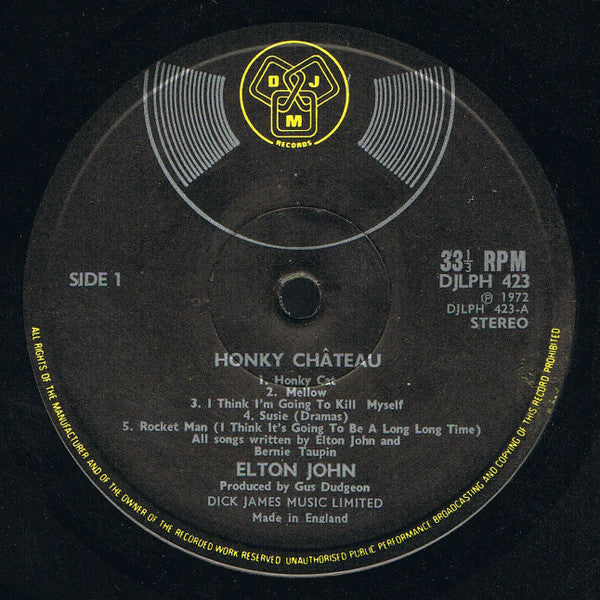 D J
M
RECORDS
SIDE 1
33⅓ RPM
DJLPH 423
Ⓟ 1972
DJLPH 423-A
STEREO
HONKY CHÂTEAU
1. Honky Cat
2. Mellow
3. I Think I'm Going To Kill Myself
4. Susie (Dramas)
5. Rocket Man (I Think It's Going To Be A Long Long Time)
All songs written by Elton John and
Bernie Taupin
ELTON JOHN
Produced by Gus Dudgeon
DICK JAMES MUSIC LIMITED
Made in England
ALL RIGHTS OF THE MANUFACTURER AND OF THE OWNER OF THE RECORDED WORK RESERVED UNAUTHORISED PUBLIC PERFORMANCE BROADCASTING AND COPYING OF THIS RECORD PROHIBITED